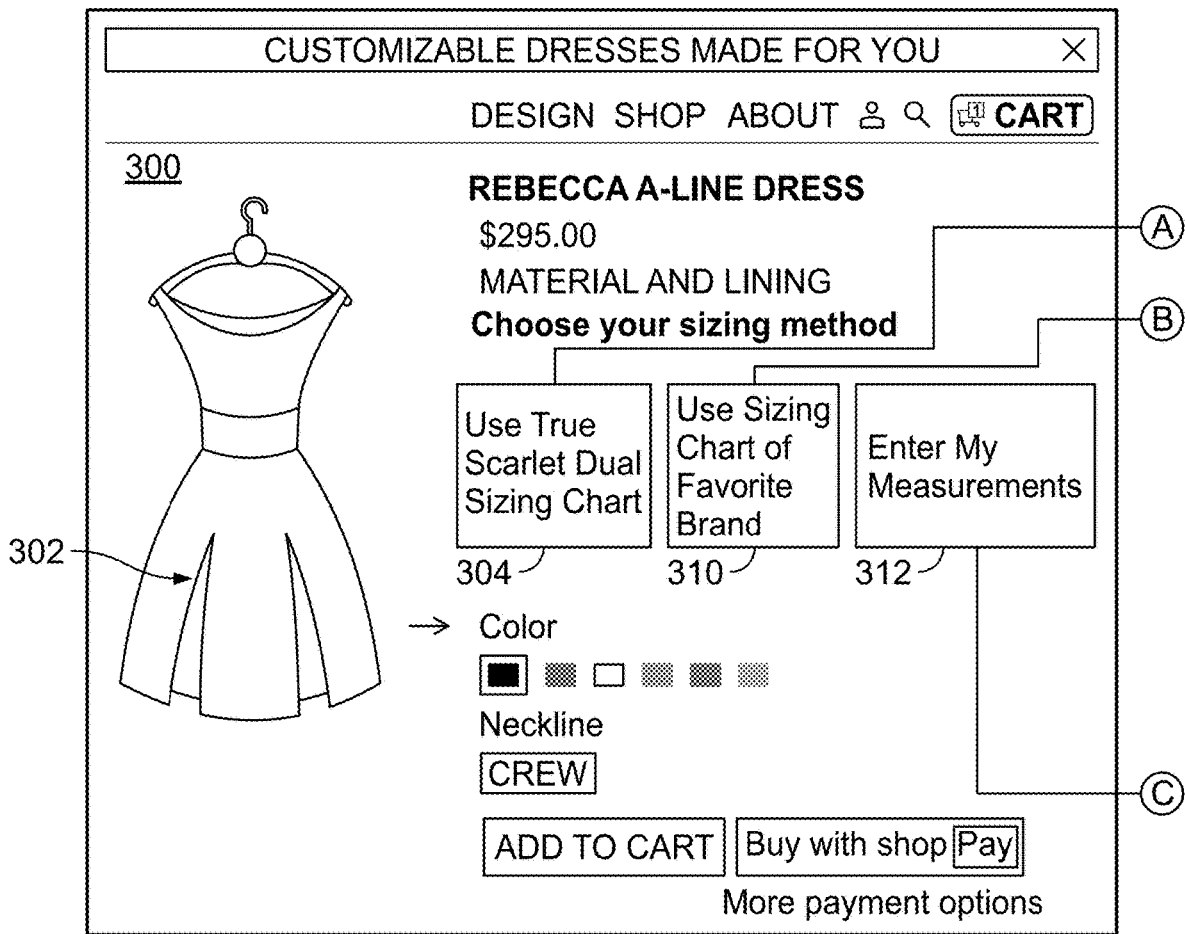 CUSTOMIZABLE DRESSES MADE FOR YOU
DESIGN SHOP ABOUT 1 CART
300
REBECCA A-LINE DRESS
$295.00
A
MATERIAL AND LINING
Choose your sizing method
B
Use True
Scarlet Dual
Sizing Chart
Use Sizing
Chart of
Favorite
Brand
Enter My
Measurements
302
304
310
312
Color
Neckline
CREW
C
ADD TO CART
Buy with shop Pay
More payment options